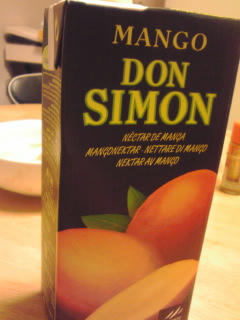 MANGO
DON
SIMON
NÉCTAR DE MANGA
MANGONEKTAR - NETTARE DI MANGO
NEKTAR AV MANGO